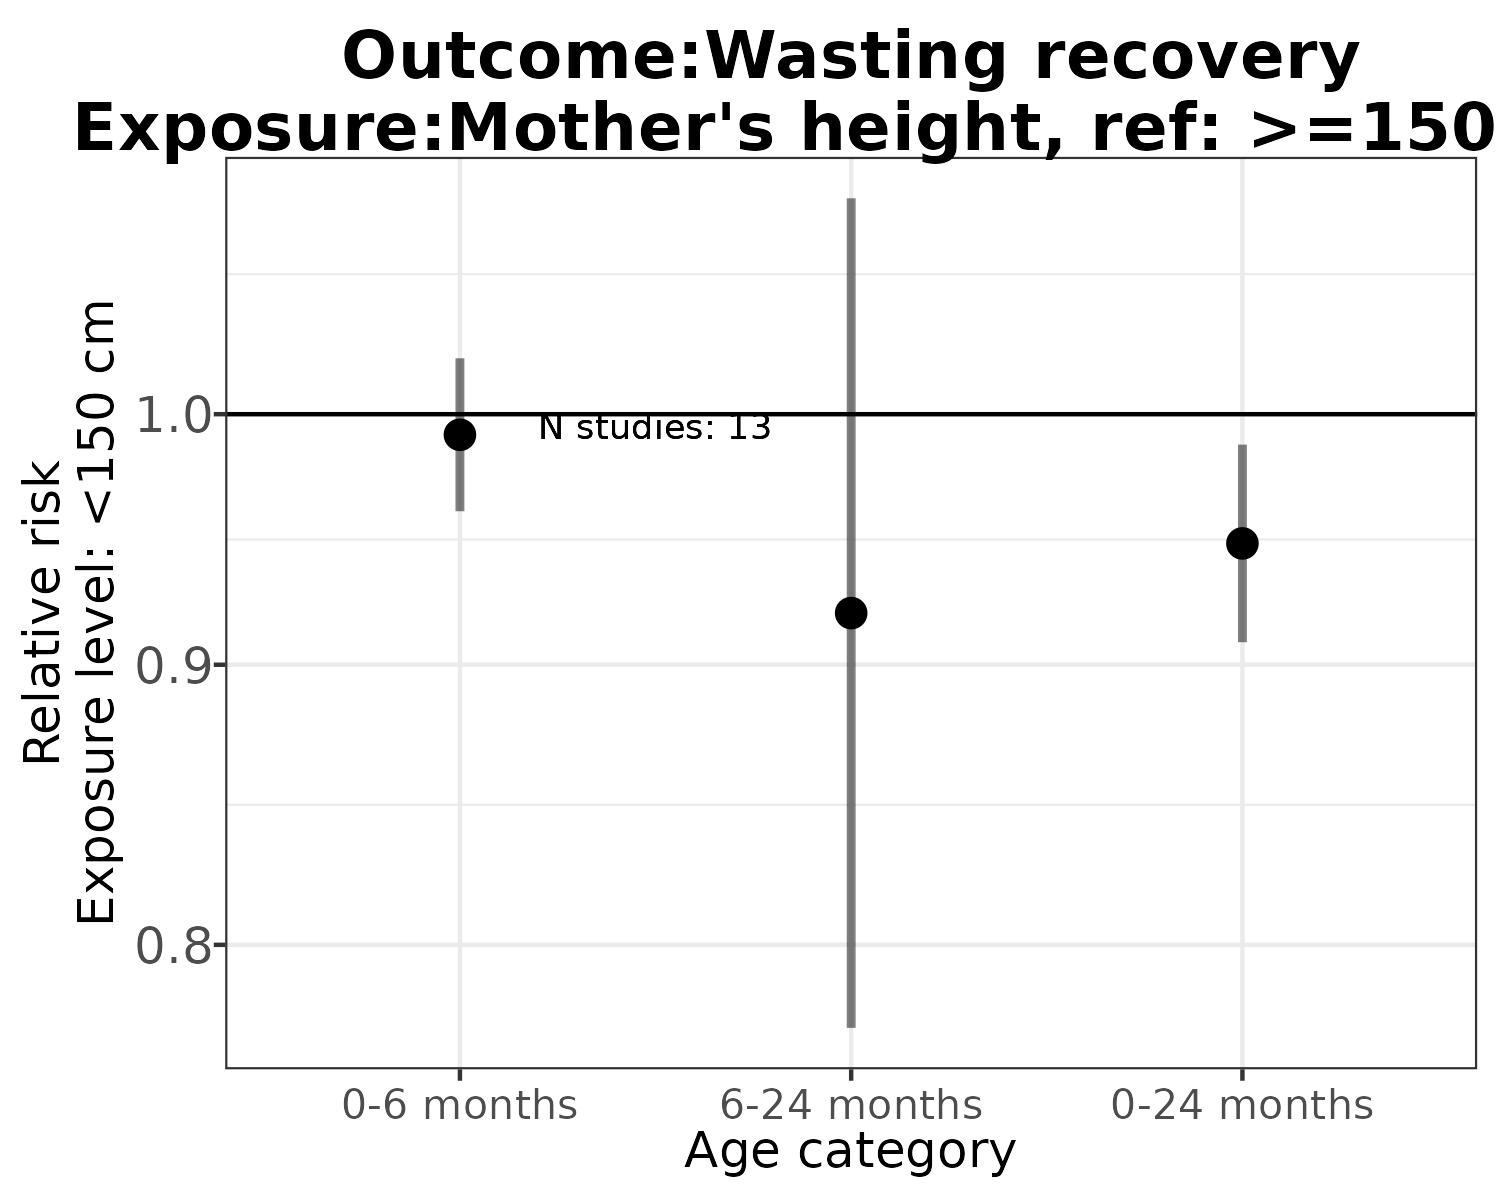 Outcome:Wasting recovery
Exposure:Mother's height, ref: >=150
Relative risk
Exposure level: <150 cm
1.0
0.9
0.8
N studies: 13
0-6 months
6-24 months
0-24 months
Age category